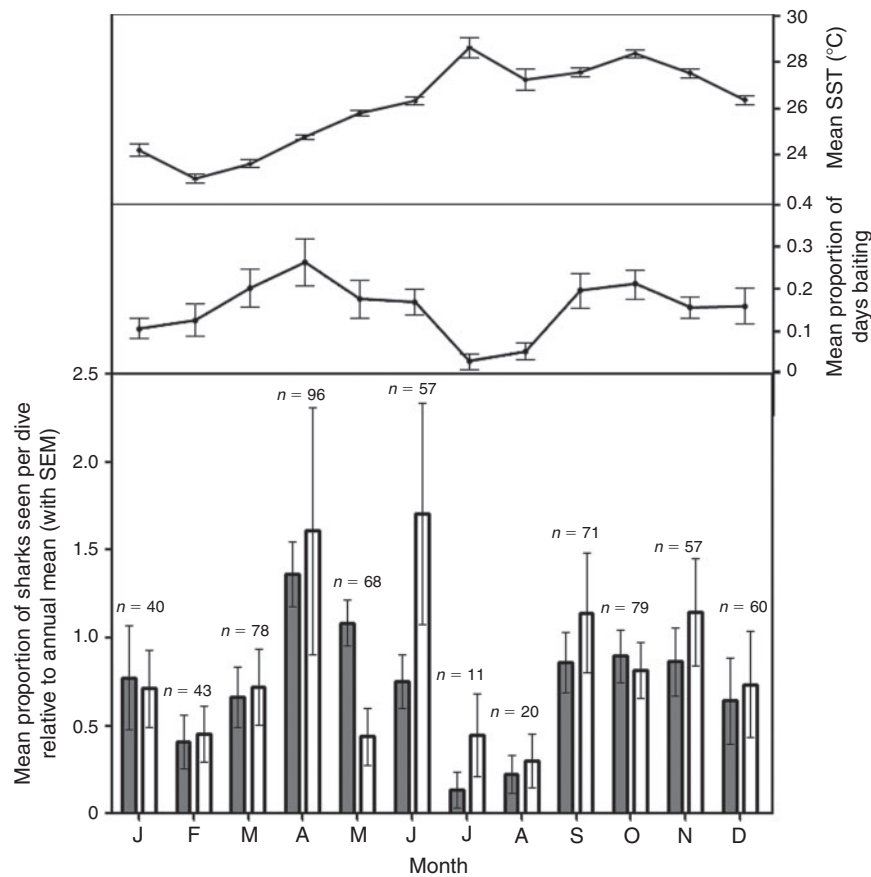 30
28
26
24
Mean SST (°C)
0.4
0.3
0.2
0.1
0
Mean proportion of
days baiting
2.5
2.0
1.5
1.0
0.5
0
Mean proportion of sharks seen per dive
relative to annual mean (with SEM)
n = 40
n = 43
n = 78
n = 96
n = 68
n = 57
n = 11
n = 20
n = 71
n = 79
n = 57
n = 60
J F M A M J J A S O N D
Month